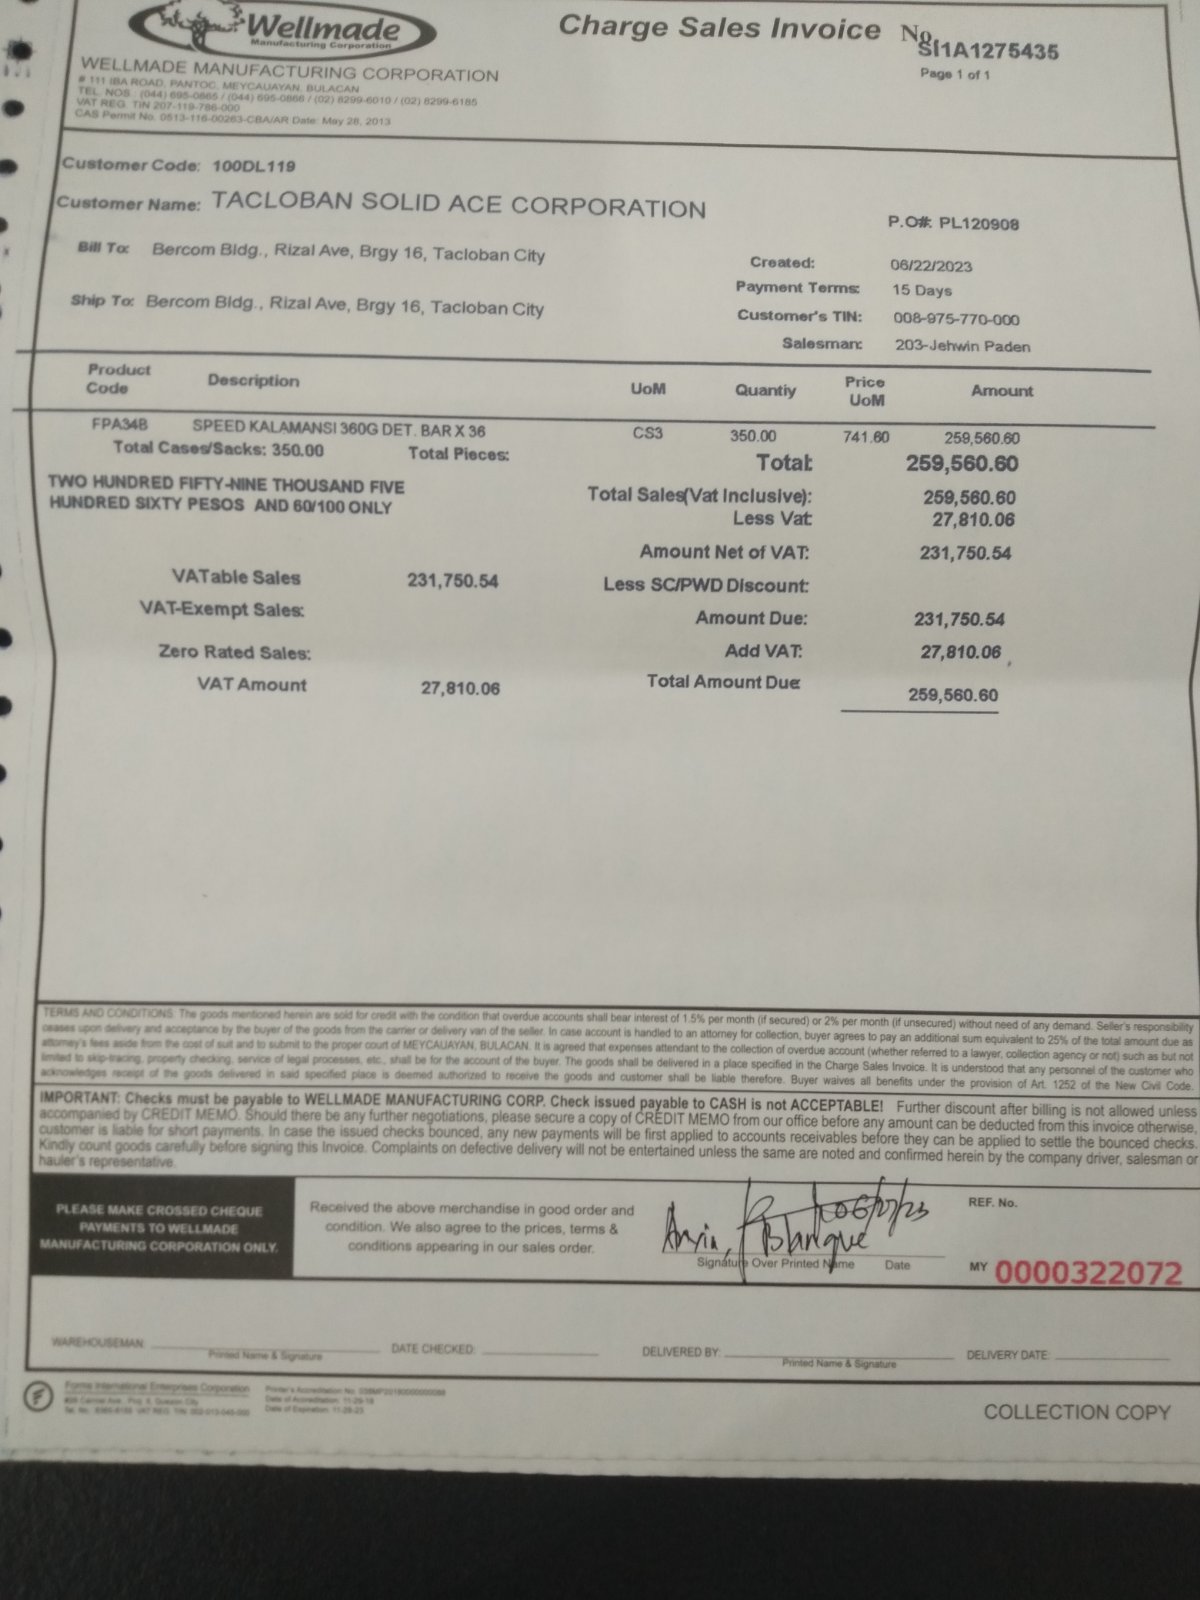 Wellmade
Manufacturing Corporation
Charge Sales Invoice No. SI1A1275435
Page 1 of 1
WELLMADE MANUFACTURING CORPORATION
# 111 IBA ROAD, PANTOC, MEYCAUAYAN, BULACAN
TEL. NOS.: (044) 695-0865 / (044) 695-0866 / (02) 8299-6010 / (02) 8299-6185
VAT REG. TIN 207-119-786-000
CAS Permit No. 0513-116-00263-CBA/AR Date: May 28, 2013
Customer Code: 100DL119
Customer Name: TACLOBAN SOLID ACE CORPORATION
P.O#: PL120908
Bill To: Bercom Bldg., Rizal Ave, Brgy 16, Tacloban City
Created: 06/22/2023
Payment Terms: 15 Days
Ship To: Bercom Bldg., Rizal Ave, Brgy 16, Tacloban City
Customer's TIN: 008-975-770-000
Salesman: 203-Jehwin Paden
Product Code Description UoM Quantiy Price UoM Amount
FPA34B SPEED KALAMANSI 360G DET. BAR X 36 CS3 350.00 741.60 259,560.60
Total Cases/Sacks: 350.00 Total Pieces:
Total: 259,560.60
TWO HUNDRED FIFTY-NINE THOUSAND FIVE
HUNDRED SIXTY PESOS AND 60/100 ONLY
Total Sales(Vat Inclusive): 259,560.60
Less Vat: 27,810.06
Amount Net of VAT: 231,750.54
VATable Sales 231,750.54
Less SC/PWD Discount:
VAT-Exempt Sales:
Amount Due: 231,750.54
Zero Rated Sales:
Add VAT: 27,810.06
VAT Amount 27,810.06
Total Amount Due: 259,560.60
TERMS AND CONDITIONS: The goods mentioned herein are sold for credit with the condition that overdue accounts shall bear interest of 1.5% per month (if secured) or 2% per month (if unsecured) without need of any demand. Seller's responsibility
ceases upon delivery and acceptance by the buyer of the goods from the carrier or delivery van of the seller. In case account is handled to an attorney for collection, buyer agrees to pay an additional sum equivalent to 25% of the total amount due as
attorney's fees aside from the cost of suit and to submit to the proper court of MEYCAUAYAN, BULACAN. It is agreed that expenses attendant to the collection of overdue account (whether referred to a lawyer, collection agency or not) such as but not
limited to skip-tracing, property checking, service of legal processes, etc., shall be for the account of the buyer. The goods shall be delivered in a place specified in the Charge Sales Invoice. It is understood that any personnel of the customer who
acknowledges receipt of the goods delivered in said specified place is deemed authorized to receive the goods and customer shall be liable therefore. Buyer waives all benefits under the provision of Art. 1252 of the New Civil Code.
IMPORTANT: Checks must be payable to WELLMADE MANUFACTURING CORP. Check issued payable to CASH is not ACCEPTABLE! Further discount after billing is not allowed unless
accompanied by CREDIT MEMO. Should there be any further negotiations, please secure a copy of CREDIT MEMO from our office before any amount can be deducted from this invoice otherwise,
customer is liable for short payments. In case the issued checks bounced, any new payments will be first applied to accounts receivables before they can be applied to settle the bounced checks.
Kindly count goods carefully before signing this Invoice. Complaints on defective delivery will not be entertained unless the same are noted and confirmed herein by the company driver, salesman or
hauler's representative.
PLEASE MAKE CROSSED CHEQUE
PAYMENTS TO WELLMADE
MANUFACTURING CORPORATION ONLY.
Received the above merchandise in good order and
condition. We also agree to the prices, terms &
conditions appearing in our sales order.
Signature Over Printed Name Date
REF. No.
MY 0000322072
WAREHOUSEMAN: DATE CHECKED: DELIVERED BY: DELIVERY DATE:
Printed Name & Signature Printed Name & Signature
Forms International Enterprises Corporation
Date of Accreditation: 11-29-18
Date of Expiration: 11-28-23
COLLECTION COPY